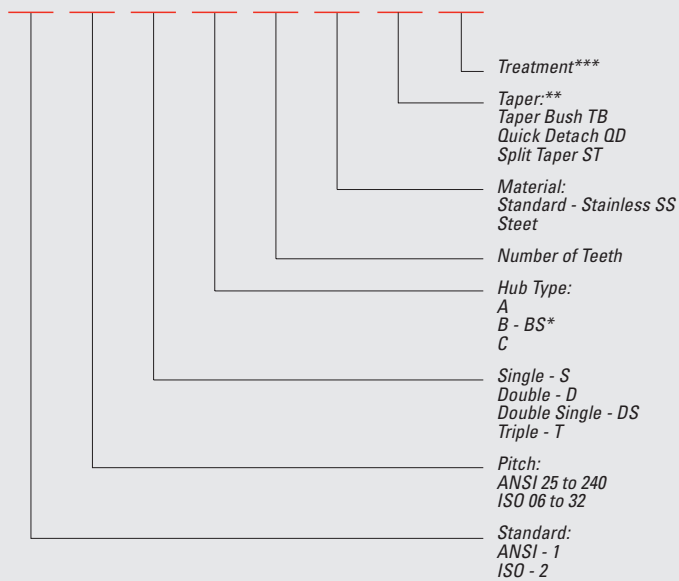 Treatment***
Taper:**
Taper Bush TB
Quick Detach QD
Split Taper ST
Material:
Standard - Stainless SS
Steet
Number of Teeth
Hub Type:
A
B - BS*
C
Single - S
Double - D
Double Single - DS
Triple - T
Pitch:
ANSI 25 to 240
ISO 06 to 32
Standard:
ANSI - 1
ISO - 2